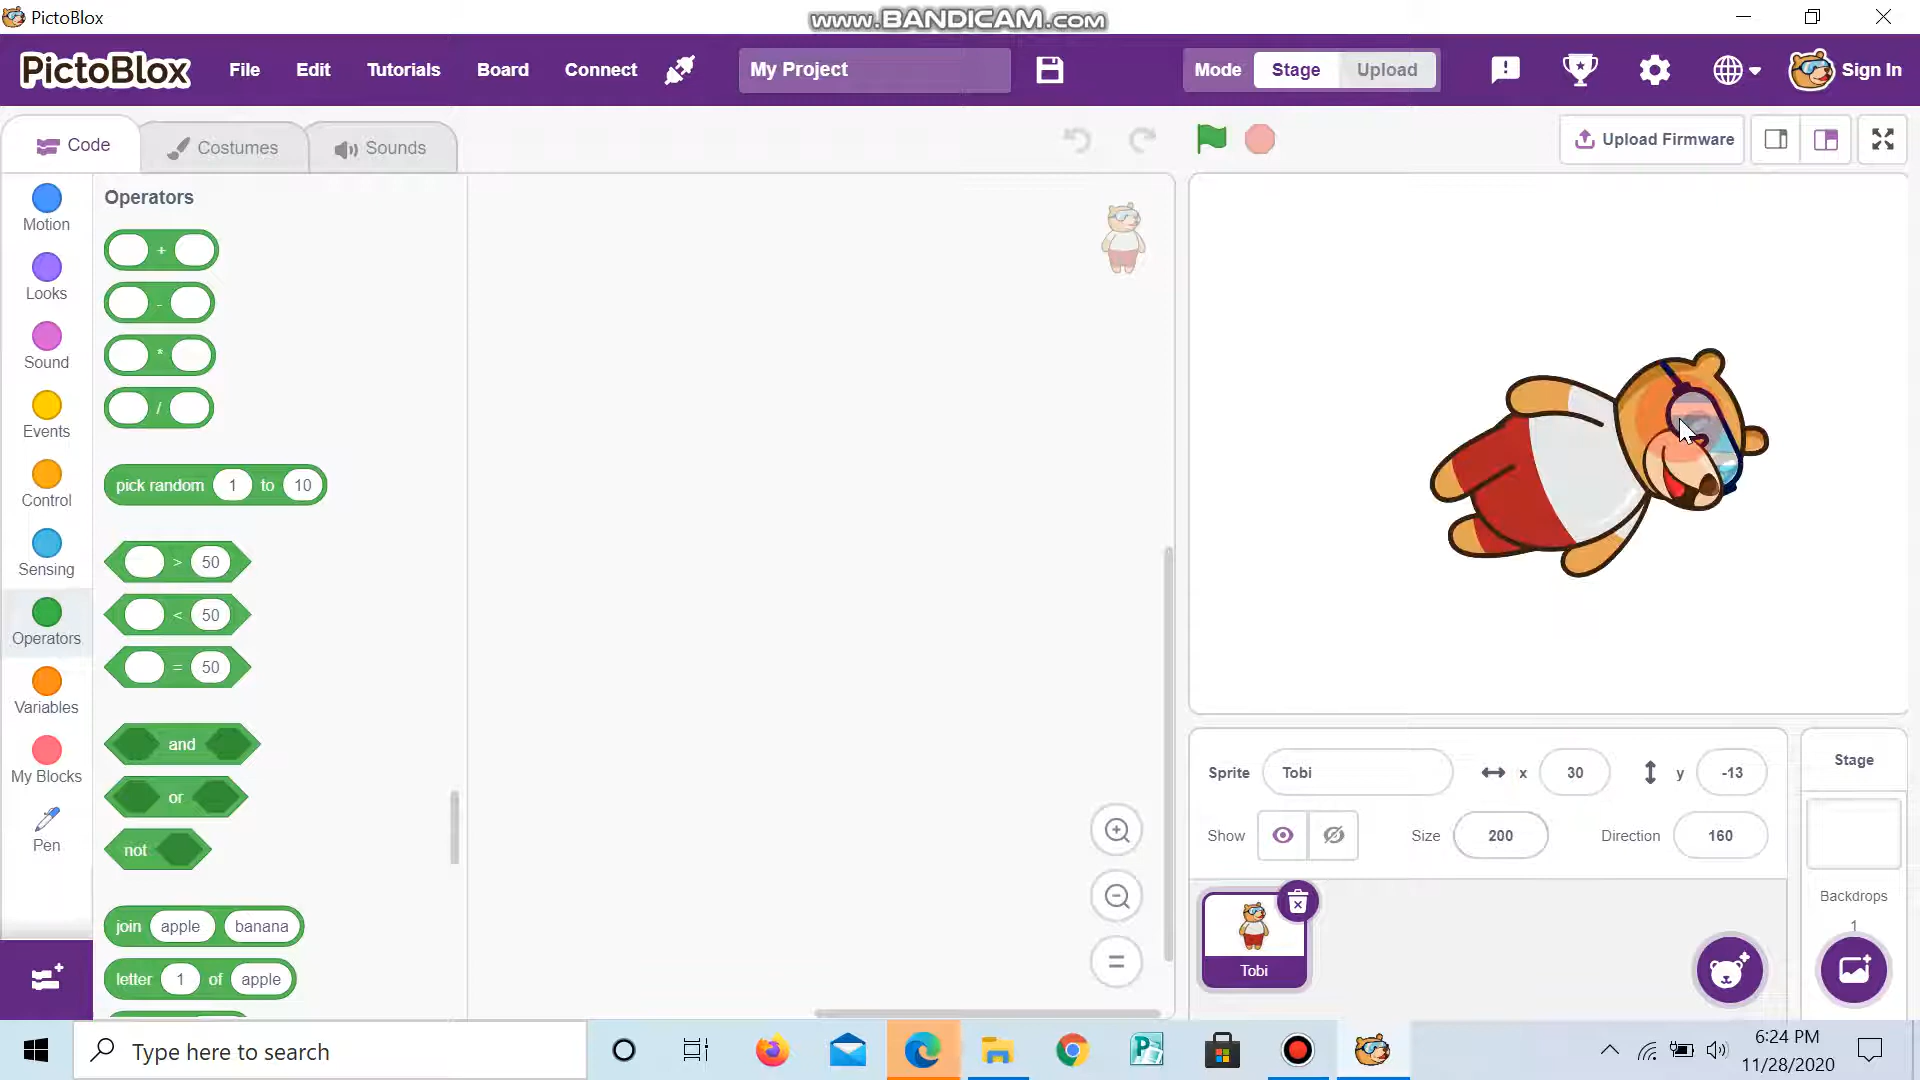 PictoBlox
www.BANDICAM.com
PictoBlox File Edit Tutorials Board Connect My Project Mode Stage Upload Sign In
Code Costumes Sounds Upload Firmware
Motion
Looks
Sound
Events
Control
Sensing
Operators
Variables
My Blocks
Pen
Operators
+
-
*
/
pick random 1 to 10
> 50
< 50
= 50
and
or
not
join apple banana
letter 1 of apple
Sprite Tobi x 30 y -13
Show Size 200 Direction 160
Tobi
Stage
Backdrops
1
Type here to search
6:24 PM
11/28/2020